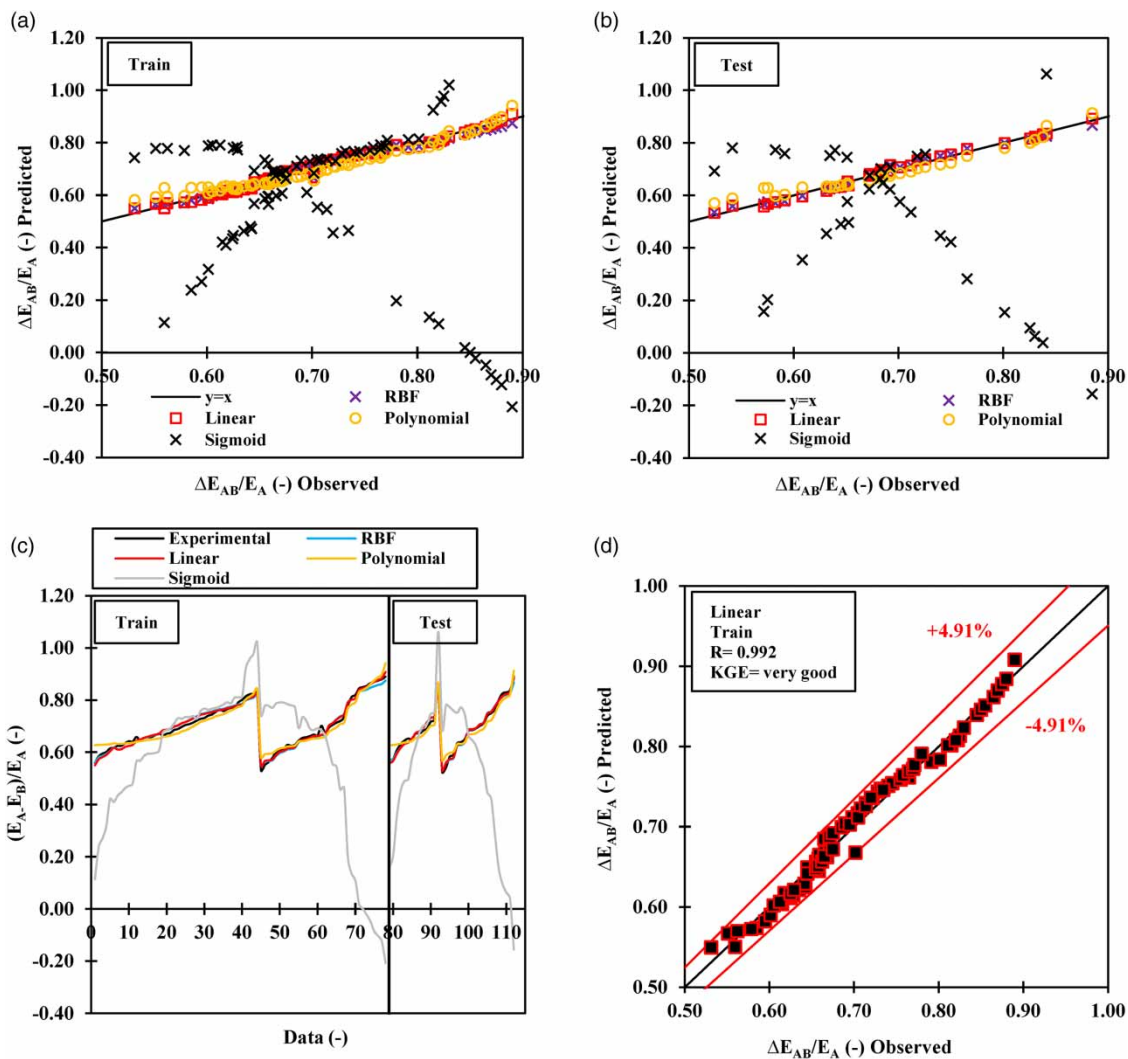 (a)
1.20
Train
1.00
0.80
0.60
0.40
0.20
0.00
0.50 0.60 0.70 0.80 0.90
-0.20
-0.40
y=x
RBF
Linear
Polynomial
Sigmoid
ΔE_AB/E_A (-) Predicted
ΔE_AB/E_A (-) Observed
(b)
1.20
Test
1.00
0.80
0.60
0.40
0.20
0.00
0.50 0.60 0.70 0.80 0.90
-0.20
-0.40
y=x
RBF
Linear
Polynomial
Sigmoid
ΔE_AB/E_A (-) Predicted
ΔE_AB/E_A (-) Observed
(c)
Experimental
RBF
Linear
Polynomial
Sigmoid
1.20
Train
Test
1.00
0.80
0.60
0.40
0.20
0.00
0 10 20 30 40 50 60 70 80 90 100 110
-0.20
-0.40
(E_A-E_B)/E_A (-)
Data (-)
(d)
1.00
Linear
Train
R= 0.992
KGE= very good
+4.91%
-4.91%
0.90
0.80
0.70
0.60
0.50
0.50 0.60 0.70 0.80 0.90 1.00
ΔE_AB/E_A (-) Predicted
ΔE_AB/E_A (-) Observed